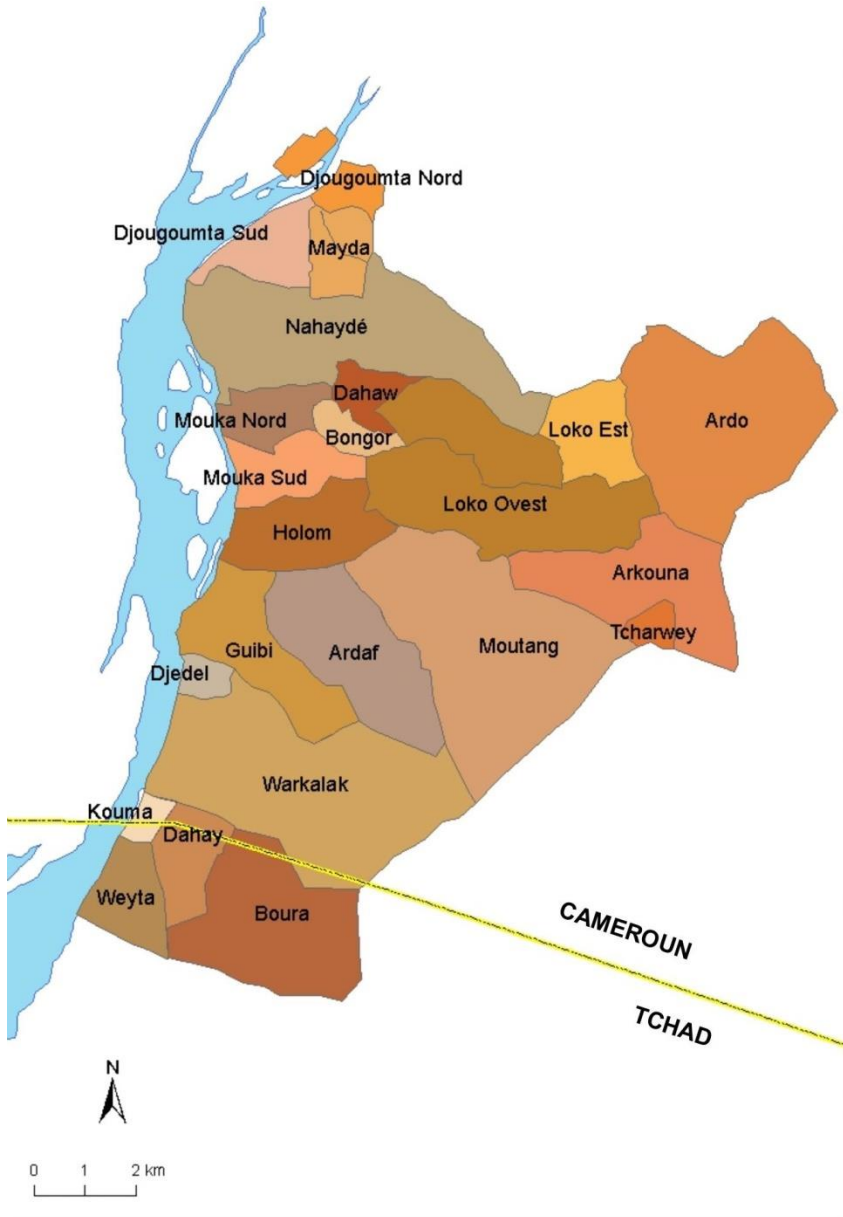 Djougoumta Nord
Djougoumta Sud
Mayda
Nahaydé
Dahaw
Mouka Nord
Bongor
Loko Est
Ardo
Mouka Sud
Loko Ovest
Holom
Arkouna
Tcharwey
Guibi
Ardaf
Moutang
Djedel
Warkalak
Kouma
Dahay
Weyta
Boura
CAMEROUN
TCHAD
N
0 1 2 km